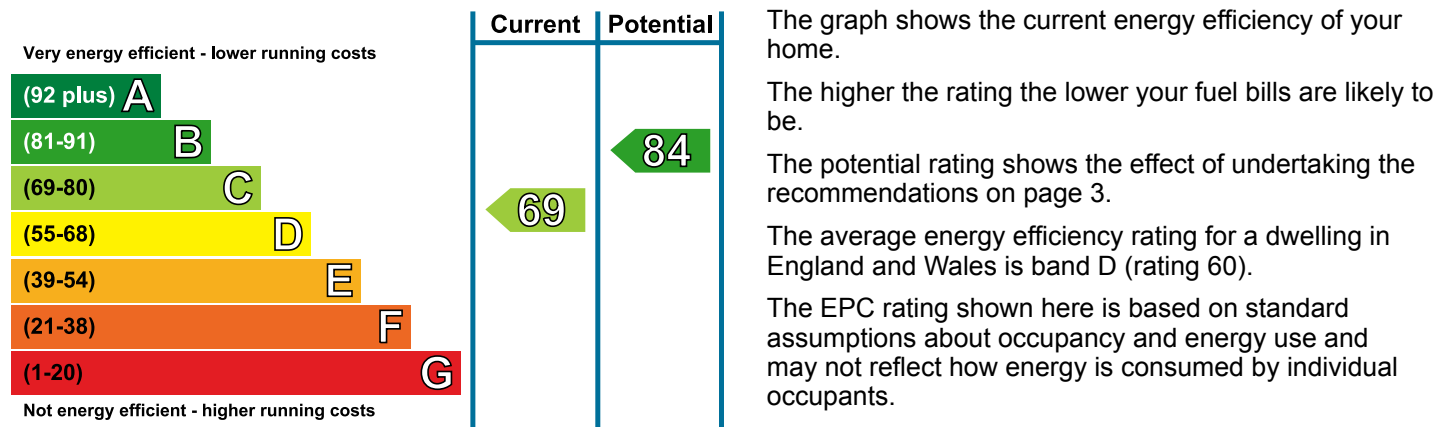 Current Potential
Very energy efficient - lower running costs
(92 plus) A
(81-91) B
84
(69-80) C
69
(55-68) D
(39-54) E
(21-38) F
(1-20) G
Not energy efficient - higher running costs
The graph shows the current energy efficiency of your
home.
The higher the rating the lower your fuel bills are likely to
be.
The potential rating shows the effect of undertaking the
recommendations on page 3.
The average energy efficiency rating for a dwelling in
England and Wales is band D (rating 60).
The EPC rating shown here is based on standard
assumptions about occupancy and energy use and
may not reflect how energy is consumed by individual
occupants.